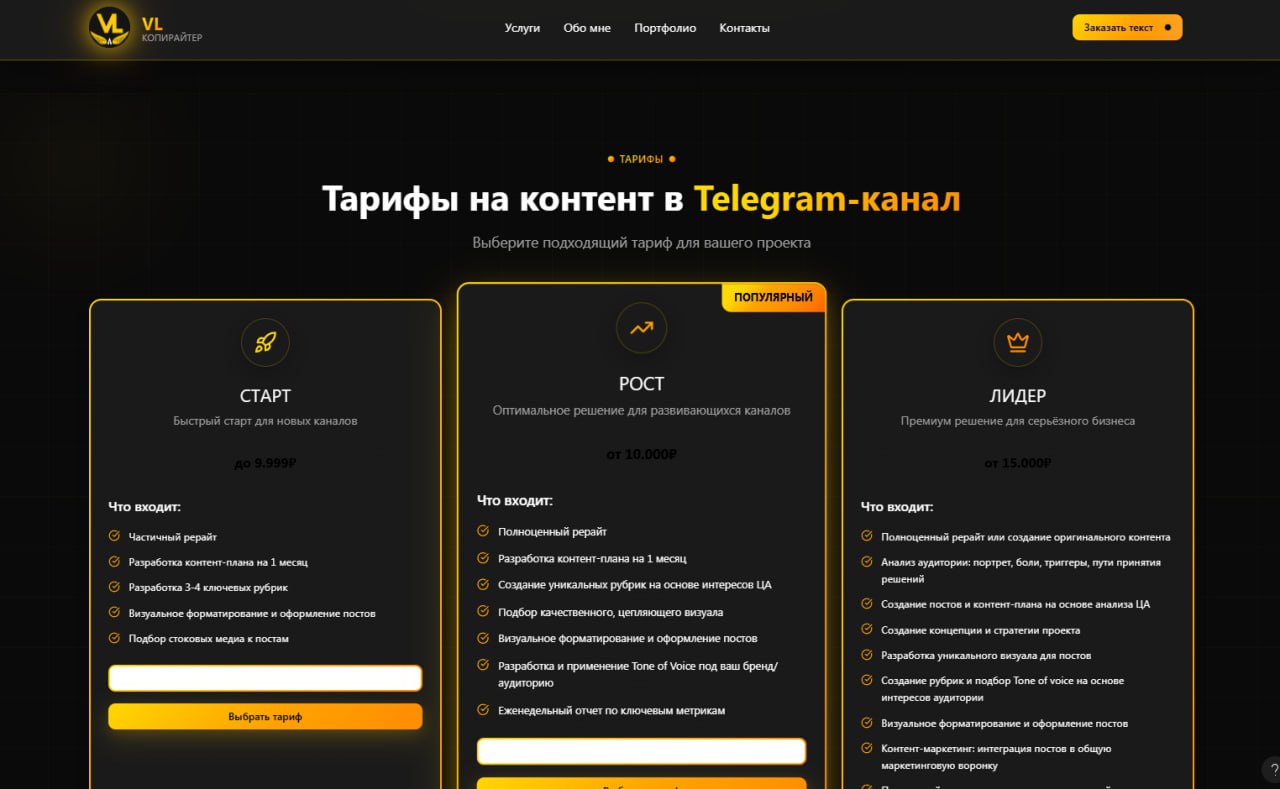 VL
VL
КОПИРАЙТЕР
Услуги
Обо мне
Портфолио
Контакты
Заказать текст
ТАРИФЫ
Тарифы на контент в Telegram-канал
Выберите подходящий тариф для вашего проекта
СТАРТ
Быстрый старт для новых каналов
до 9.999₽
Что входит:
Частичный рерайт
Разработка контент-плана на 1 месяц
Разработка 3-4 ключевых рубрик
Визуальное форматирование и оформление постов
Подбор стоковых медиа к постам
Выбрать тариф
ПОПУЛЯРНЫЙ
РОСТ
Оптимальное решение для развивающихся каналов
от 10.000₽
Что входит:
Полноценный рерайт
Разработка контент-плана на 1 месяц
Создание уникальных рубрик на основе интересов ЦА
Подбор качественного, цепляющего визуала
Визуальное форматирование и оформление постов
Разработка и применение Tone of Voice под ваш бренд/
аудиторию
Еженедельный отчет по ключевым метрикам
ЛИДЕР
Премиум решение для серьёзного бизнеса
от 15.000₽
Что входит:
Полноценный рерайт или создание оригинального контента
Анализ аудитории: портрет, боли, триггеры, пути принятия
решений
Создание постов и контент-плана на основе анализа ЦА
Создание концепции и стратегии проекта
Разработка уникального визуала для постов
Создание рубрик и подбор Tone of voice на основе
интересов аудитории
Визуальное форматирование и оформление постов
Контент-маркетинг: интеграция постов в общую
маркетинговую воронку
?